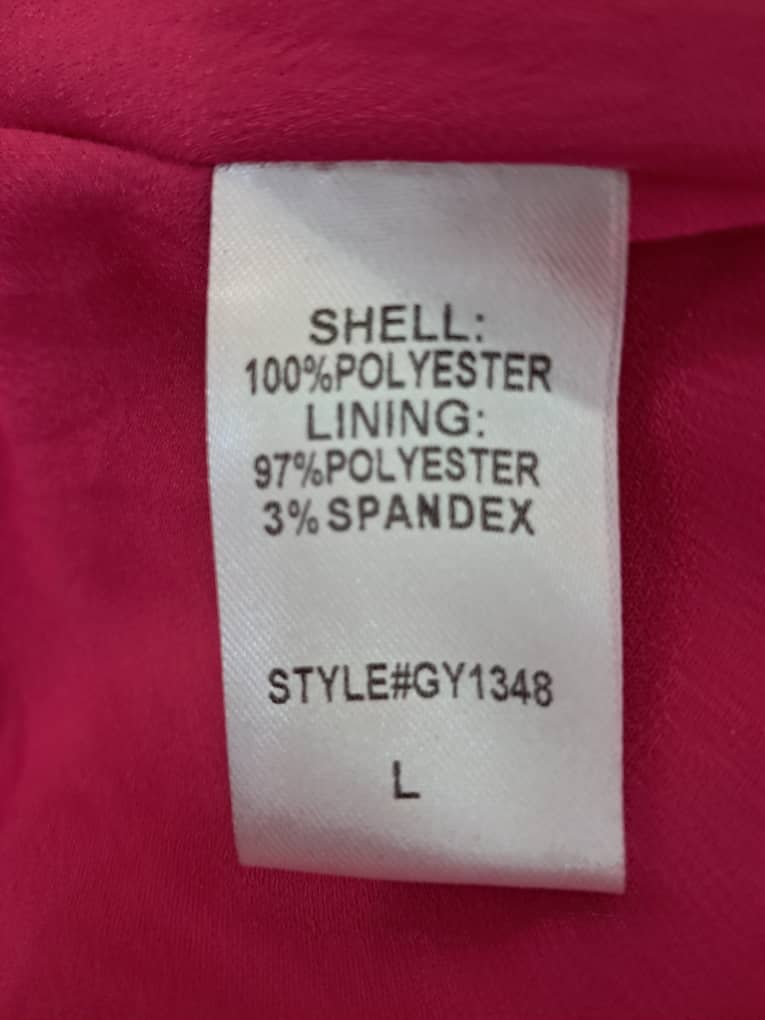 SHELL:
100%POLYESTER
LINING:
97%POLYESTER
3%SPANDEX
STYLE#GY1348
L